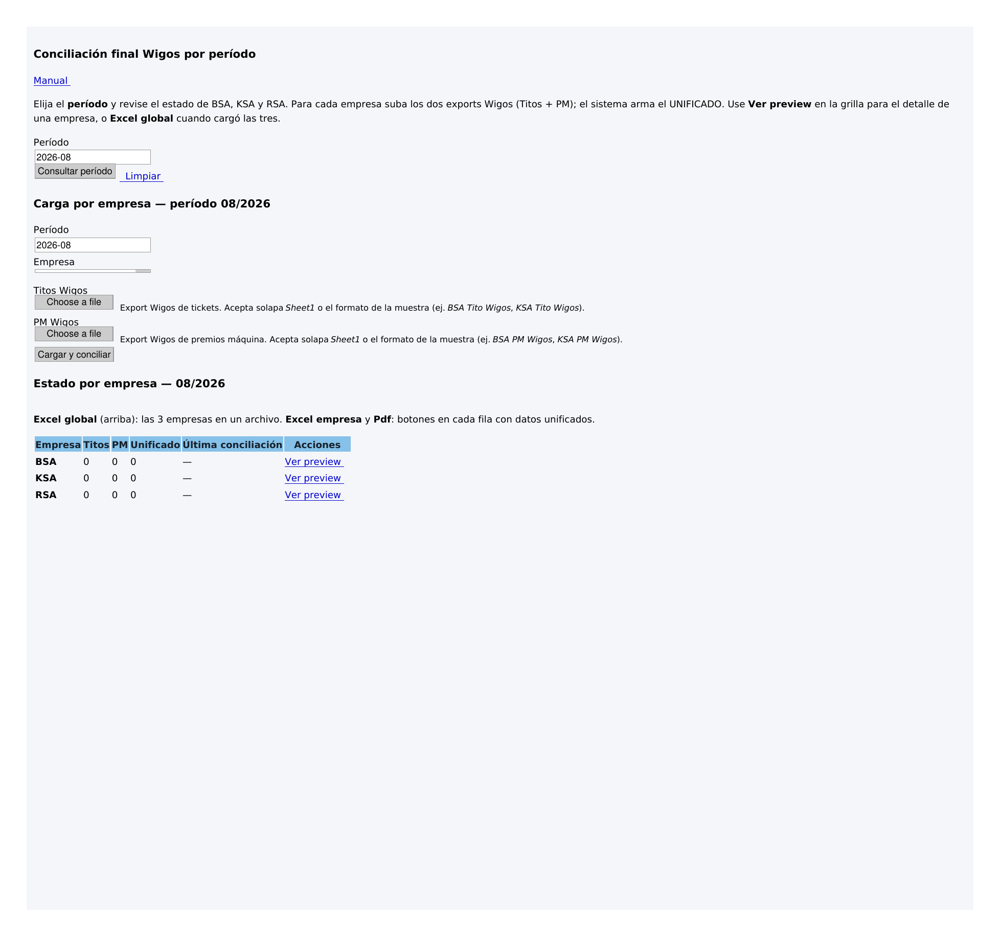 Conciliación final Wigos por período
Manual
Elija el período y revise el estado de BSA, KSA y RSA. Para cada empresa suba los dos exports Wigos (Titos + PM); el sistema arma el UNIFICADO. Use Ver preview en la grilla para el detalle de
una empresa, o Excel global cuando cargó las tres.
Período
2026-08
Consultar período Limpiar
Carga por empresa — período 08/2026
Período
2026-08
Empresa
Titos Wigos
Choose a file Export Wigos de tickets. Acepta solapa Sheet1 o el formato de la muestra (ej. BSA Tito Wigos, KSA Tito Wigos).
PM Wigos
Choose a file Export Wigos de premios máquina. Acepta solapa Sheet1 o el formato de la muestra (ej. BSA PM Wigos, KSA PM Wigos).
Cargar y conciliar
Estado por empresa — 08/2026
Excel global (arriba): las 3 empresas en un archivo. Excel empresa y Pdf: botones en cada fila con datos unificados.
Empresa Titos PM Unificado Última conciliación Acciones
BSA 0 0 0 — Ver preview
KSA 0 0 0 — Ver preview
RSA 0 0 0 — Ver preview